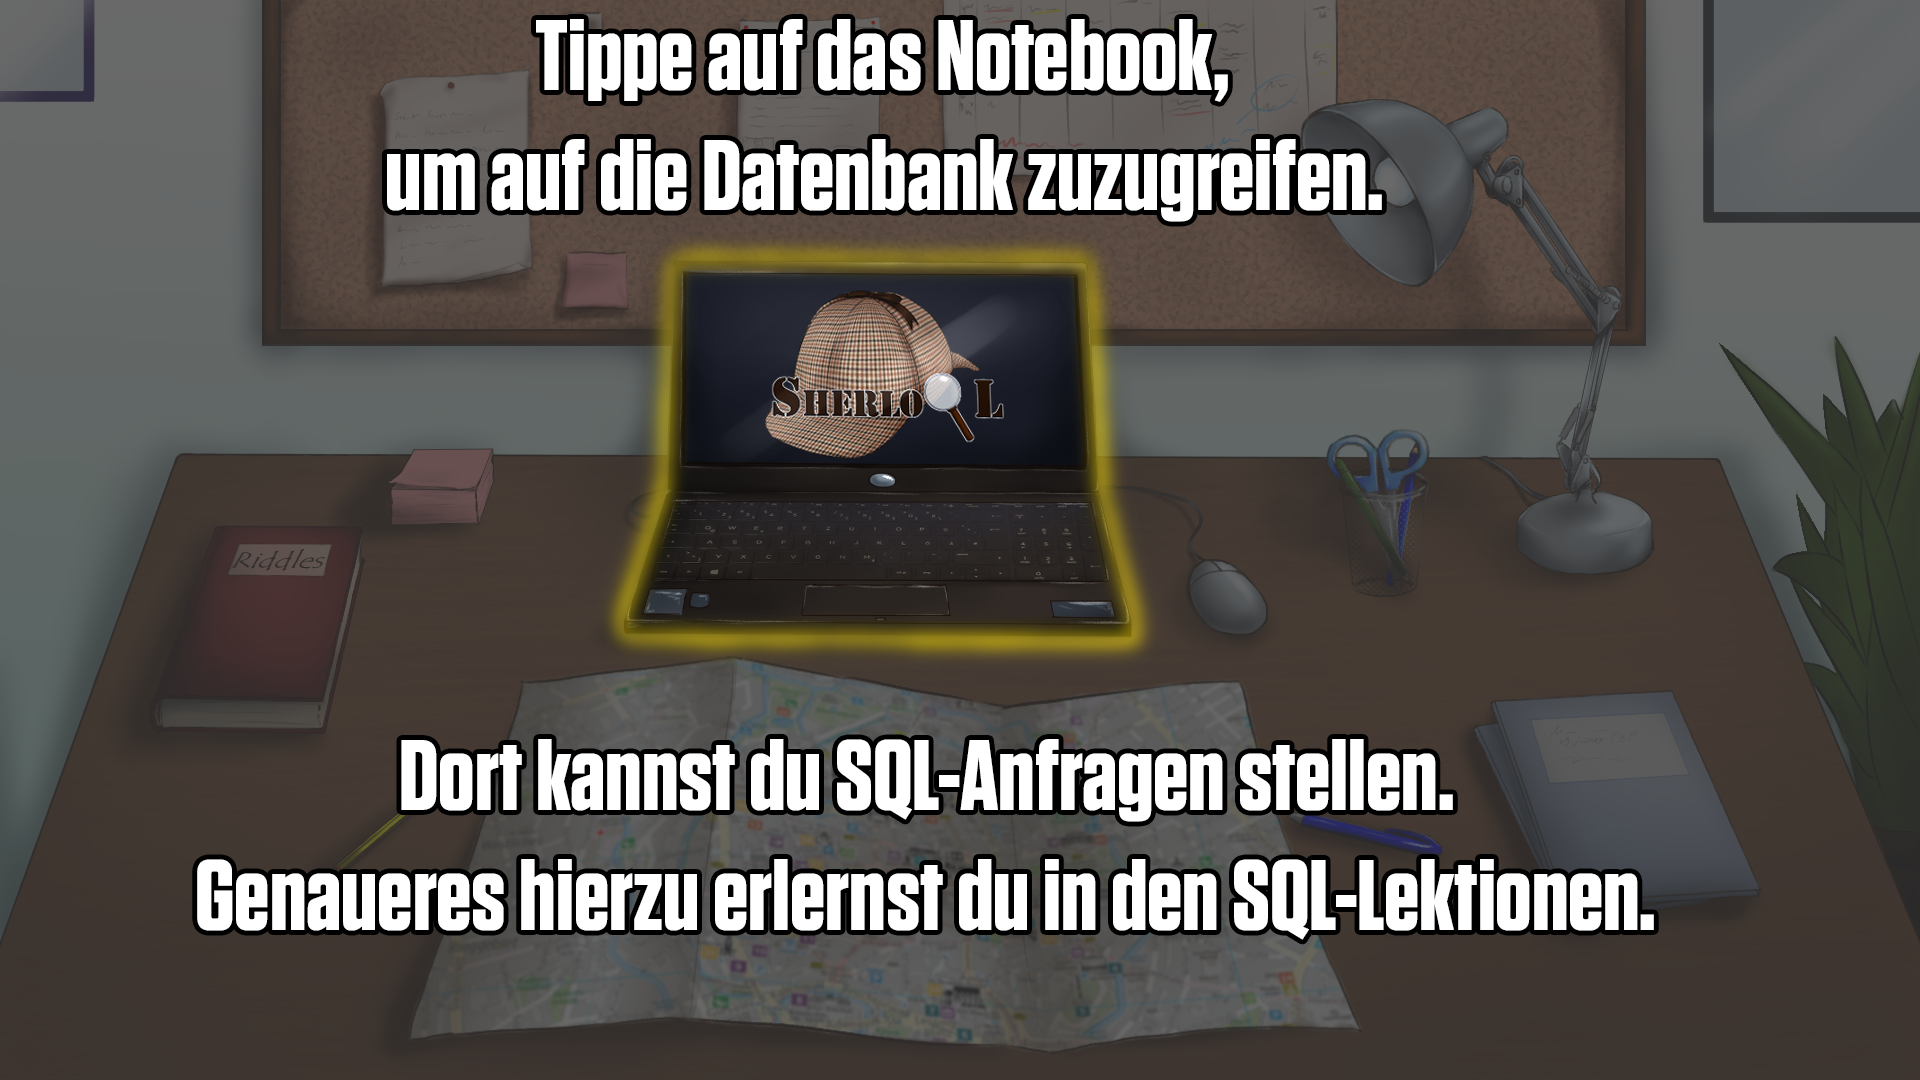 Tippe auf das Notebook,
um auf die Datenbank zuzugreifen.
SHERLO L
Riddles
Dort kannst du SQL-Anfragen stellen.
Genaueres hierzu erlernst du in den SQL-Lektionen.